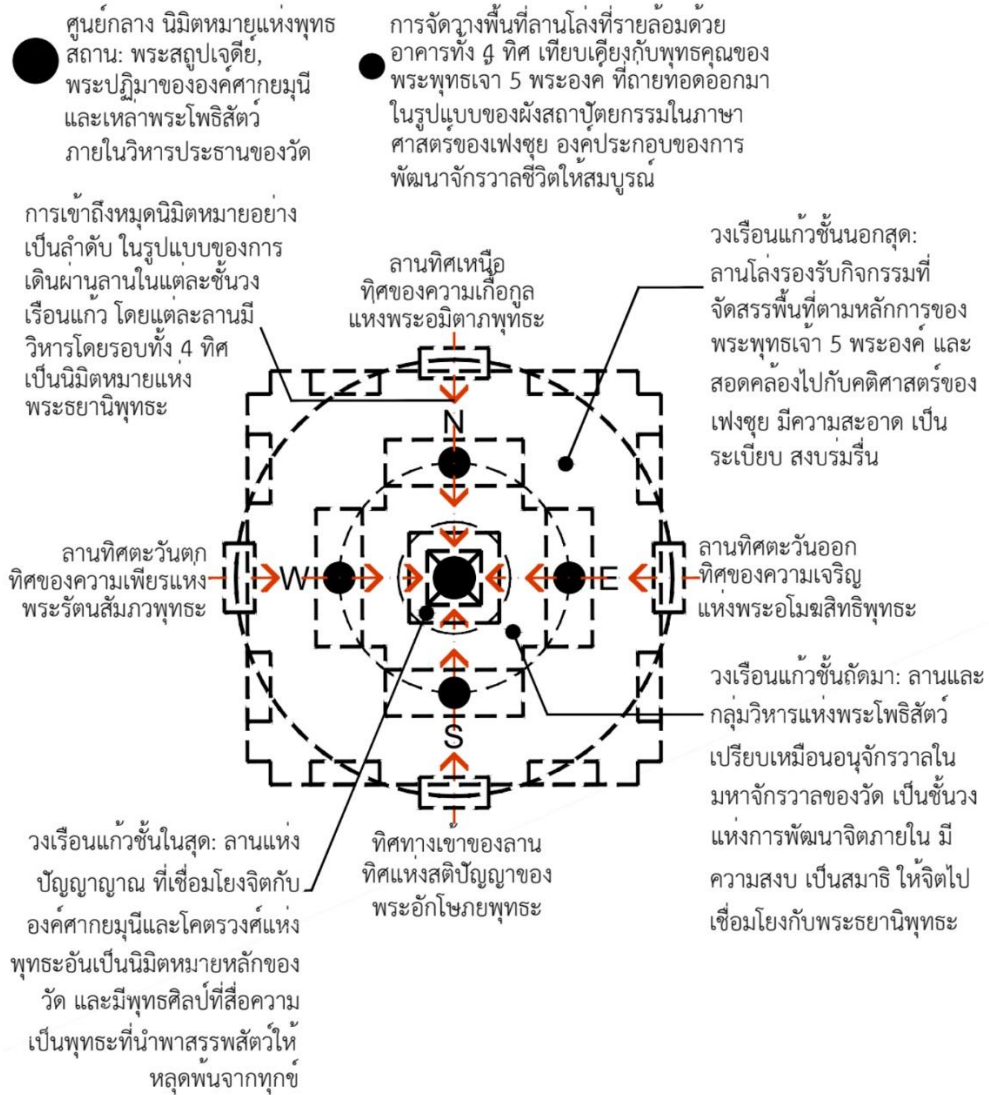 ศูนย์กลาง นิมิตหมายแห่งพุทธ
สถาน: พระสถูปเจดีย์,
พระปฏิมาขององค์ศากยมุนี
และเหล่าพระโพธิสัตว์
ภายในวิหารประธานของวัด
การจัดวางพื้นที่ลานโล่งที่รายล้อมด้วย
อาคารทั้ง 4 ทิศ เทียบเคียงกับพุทธคุณของ
พระพุทธเจ้า 5 พระองค์ ที่ถ่ายทอดออกมา
ในรูปแบบของผังสถาปัตยกรรมในภาษา
ศาสตร์ของเฟงซุย องค์ประกอบของการ
พัฒนาจักรวาลชีวิตให้สมบูรณ์
การเข้าถึงหมุดนิมิตหมายอย่าง
เป็นลำดับ ในรูปแบบของการ
เดินผ่านลานในแต่ละชั้นวง
เรือนแก้ว โดยแต่ละลานมี
วิหารโดยรอบทั้ง 4 ทิศ
เป็นนิมิตหมายแห่ง
พระธยานิพุทธะ
ลานทิศเหนือ
ทิศของความเกื้อกูล
แห่งพระอมิตาภพุทธะ
วงเรือนแก้วชั้นนอกสุด:
ลานโล่งรองรับกิจกรรมที่
จัดสรรพื้นที่ตามหลักการของ
พระพุทธเจ้า 5 พระองค์ และ
สอดคล้องไปกับคติศาสตร์ของ
เฟงซุย มีความสะอาด เป็น
ระเบียบ สงบร่มรื่น
N
ลานทิศตะวันตก
ทิศของความเพียรแห่ง
พระรัตนสัมภวพุทธะ
W
E
ลานทิศตะวันออก
ทิศของความเจริญ
แห่งพระอโมฆสิทธิพุทธะ
S
วงเรือนแก้วชั้นถัดมา: ลานและ
กลุ่มวิหารแห่งพระโพธิสัตว์
เปรียบเหมือนอนุจักรวาลใน
มหาจักรวาลของวัด เป็นชั้นวง
แห่งการพัฒนาจิตภายใน มี
ความสงบ เป็นสมาธิ ให้จิตไป
เชื่อมโยงกับพระธยานิพุทธะ
ทิศทางเข้าของลาน
ทิศแห่งสติปัญญาของ
พระอักโษภยพุทธะ
วงเรือนแก้วชั้นในสุด: ลานแห่ง
ปัญญาญาณ ที่เชื่อมโยงจิตกับ
องค์ศากยมุนีและโคตรวงศ์แห่ง
พุทธะอันเป็นนิมิตหมายหลักของ
วัด และมีพุทธศิลป์ที่สื่อความ
เป็นพุทธะที่นำพาสรรพสัตว์ให้
หลุดพ้นจากทุกข์